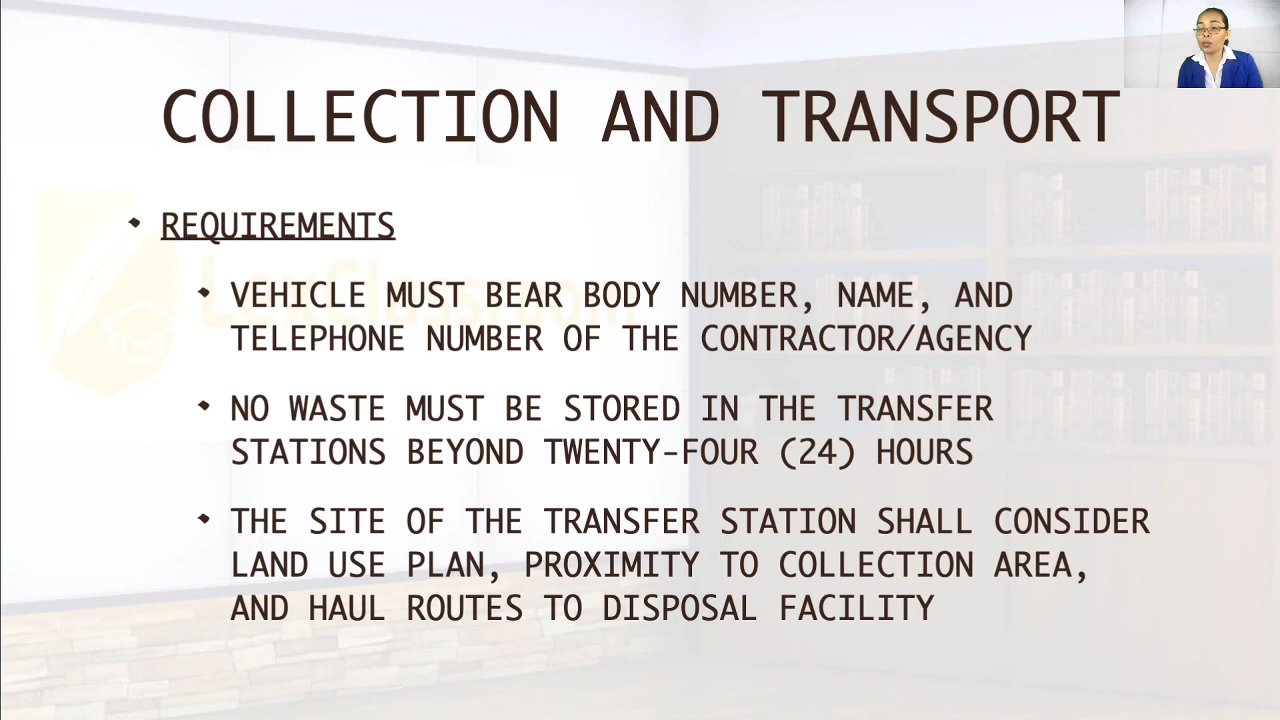 COLLECTION AND TRANSPORT
• REQUIREMENTS
• VEHICLE MUST BEAR BODY NUMBER, NAME, AND
TELEPHONE NUMBER OF THE CONTRACTOR/AGENCY
• NO WASTE MUST BE STORED IN THE TRANSFER
STATIONS BEYOND TWENTY-FOUR (24) HOURS
• THE SITE OF THE TRANSFER STATION SHALL CONSIDER
LAND USE PLAN, PROXIMITY TO COLLECTION AREA,
AND HAUL ROUTES TO DISPOSAL FACILITY
LexClassroom